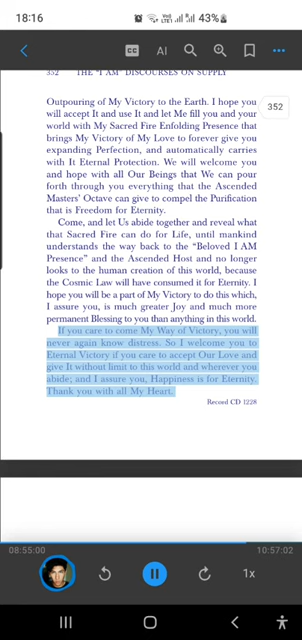 18:16 43%
CC AI
352 THE "I AM" DISCOURSES ON SUPPLY
352
Outpouring of My Victory to the Earth. I hope you
will accept It and use It and let Me fill you and your
world with My Sacred Fire Enfolding Presence that
brings My Victory of My Love to forever give you
expanding Perfection, and automatically carries
with It Eternal Protection. We will welcome you
and hope with all Our Beings that We can pour
forth through you everything that the Ascended
Masters' Octave can give to compel the Purification
that is Freedom for Eternity.
Come, and let Us abide together and reveal what
that Sacred Fire can do for Life, until mankind
understands the way back to the "Beloved I AM
Presence" and the Ascended Host and no longer
looks to the human creation of this world, because
the Cosmic Law will have consumed it for Eternity. I
hope you will be a part of My Victory to do this which,
I assure you, is much greater Joy and much more
permanent Blessing to you than anything in this world.
If you care to come My Way of Victory, you will
never again know distress. So I welcome you to
Eternal Victory if you care to accept Our Love and
give It without limit to this world and wherever you
abide; and I assure you, Happiness is for Eternity.
Thank you with all My Heart.
Record CD 1228
08:55:00 10:57:02
1x